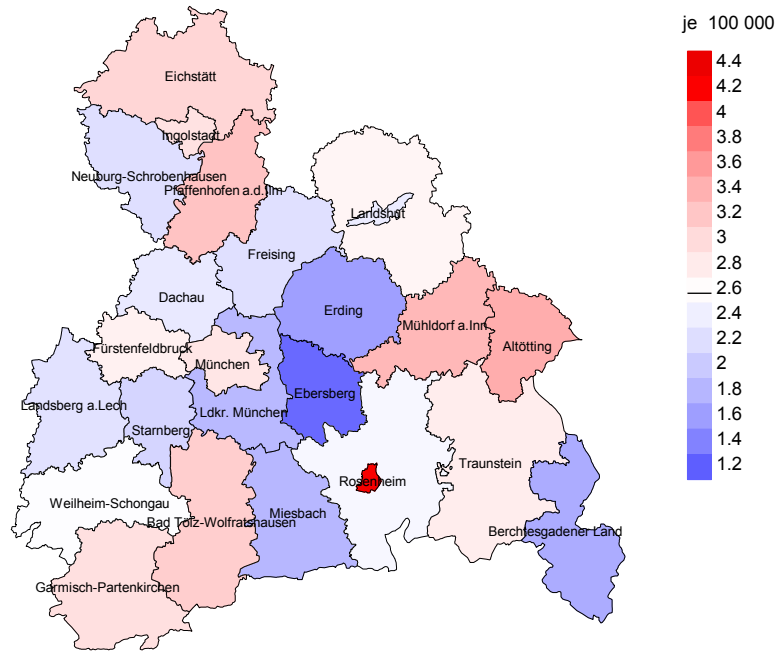 je 100 000
4.4
4.2
4
3.8
3.6
3.4
3.2
3
2.8
2.6
2.4
2.2
2
1.8
1.6
1.4
1.2
Eichstätt
Ingolstadt
Neuburg-Schrobenhausen
Pfaffenhofen a.d.Ilm
Landshut
Freising
Dachau
Erding
Mühldorf a.Inn
Altötting
Fürstenfeldbruck
München
Ebersberg
Landsberg a.Lech
Ldkr. München
Starnberg
Traunstein
Rosenheim
Weilheim-Schongau
Miesbach
Bad Tölz-Wolfratshausen
Berchtesgadener Land
Garmisch-Partenkirchen